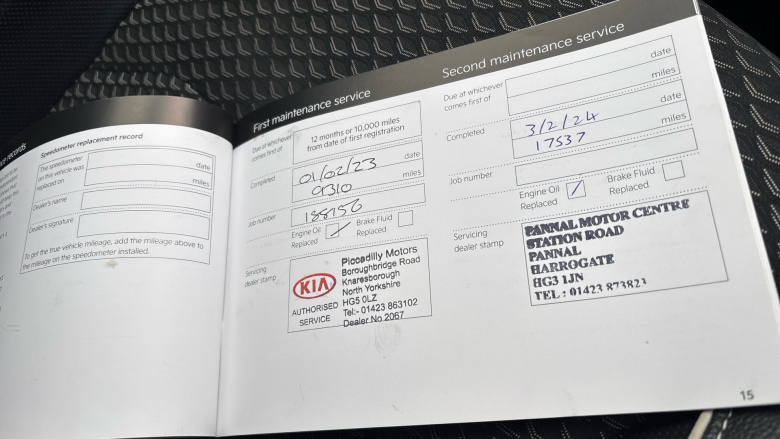 ice records
Speedometer replacement record
The speedometer
on this vehicle was
replaced on
date
miles
Dealer's name
Dealer's signature
To get the true vehicle mileage, add the mileage above to
the mileage on the speedometer installed.
First maintenance service
Due at whichever
comes first of
12 months or 10,000 miles
from date of first registration
Completed
01/02/23
date
9310
miles
Job number
188156
Engine Oil
Replaced
Brake Fluid
Replaced
Servicing
dealer stamp
KIA
AUTHORISED
SERVICE
Picadilly Motors
Boroughbridge Road
Knaresborough
North Yorkshire
HG5 0LZ
Tel:- 01423 863102
Dealer No 2067
Second maintenance service
Due at whichever
comes first of
date
miles
Completed
3/2/24
date
17537
miles
Job number
Engine Oil
Replaced
Brake Fluid
Replaced
Servicing
dealer stamp
PANNAL MOTOR CENTRE
STATION ROAD
PANNAL
HARROGATE
HG3 1JN
TEL : 01423 873823
15